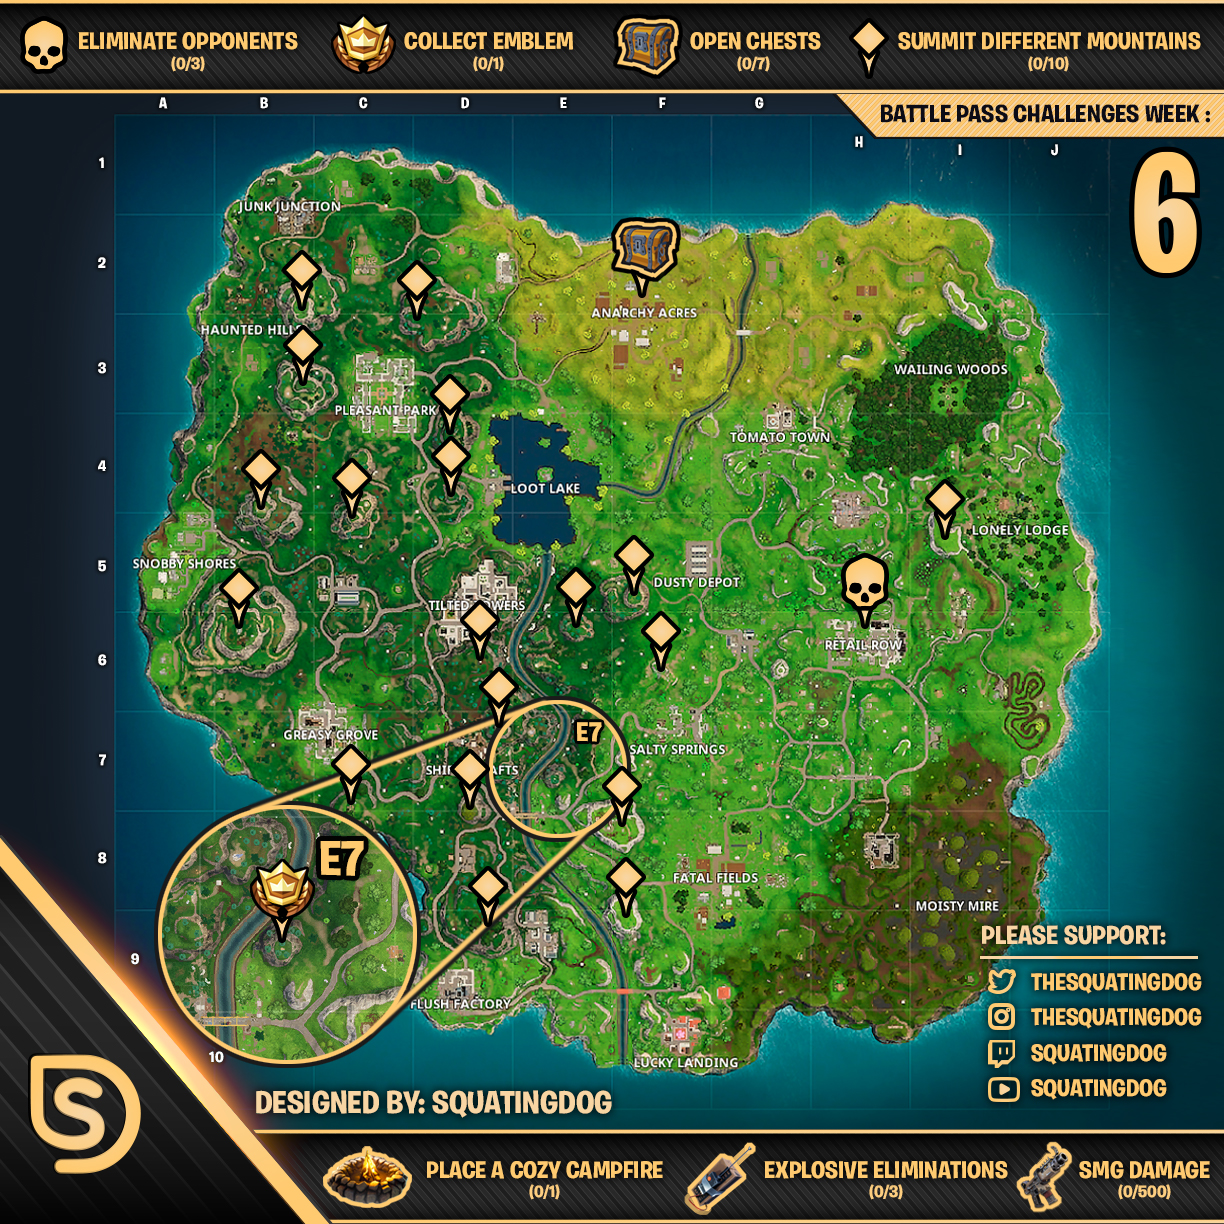 ELIMINATE OPPONENTS
(0/3)
COLLECT EMBLEM
(0/1)
OPEN CHESTS
(0/7)
SUMMIT DIFFERENT MOUNTAINS
(0/10)
BATTLE PASS CHALLENGES WEEK :
6
A B C D E F G H I J
1
2
3
4
5
6
7
8
9
10
JUNK JUNCTION
ANARCHY ACRES
HAUNTED HILL
WAILING WOODS
PLEASANT PARK
TOMATO TOWN
LOOT LAKE
LONELY LODGE
SNOBBY SHORES
DUSTY DEPOT
TILTED TOWERS
RETAIL ROW
GREASY GROVE
E7
SALTY SPRINGS
SHIFTY SHAFTS
E7
FATAL FIELDS
MOISTY MIRE
FLUSH FACTORY
LUCKY LANDING
PLEASE SUPPORT:
THESQUATINGDOG
THESQUATINGDOG
SQUATINGDOG
SQUATINGDOG
DESIGNED BY: SQUATINGDOG
S
PLACE A COZY CAMPFIRE
(0/1)
EXPLOSIVE ELIMINATIONS
(0/3)
SMG DAMAGE
(0/500)